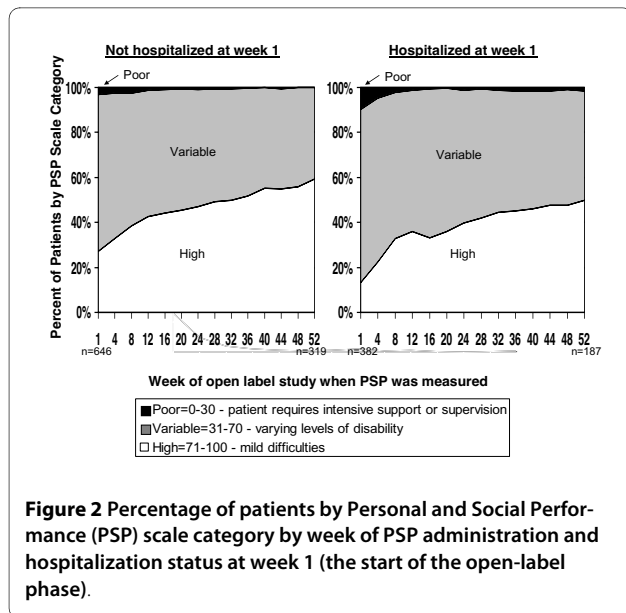 Not hospitalized at week 1
Hospitalized at week 1
Percent of Patients by PSP Scale Category
Poor
100%
80%
60%
40%
20%
0%
Variable
High
1 4 8 12 16 20 24 28 32 36 40 44 48 52
n=646
n=319
Poor
100%
80%
60%
40%
20%
0%
Variable
High
1 4 8 12 16 20 24 28 32 36 40 44 48 52
n=382
n=187
Week of open label study when PSP was measured
Poor=0-30 - patient requires intensive support or supervision
Variable=31-70 - varying levels of disability
High=71-100 - mild difficulties
Figure 2 Percentage of patients by Personal and Social Perfor-
mance (PSP) scale category by week of PSP administration and
hospitalization status at week 1 (the start of the open-label
phase).